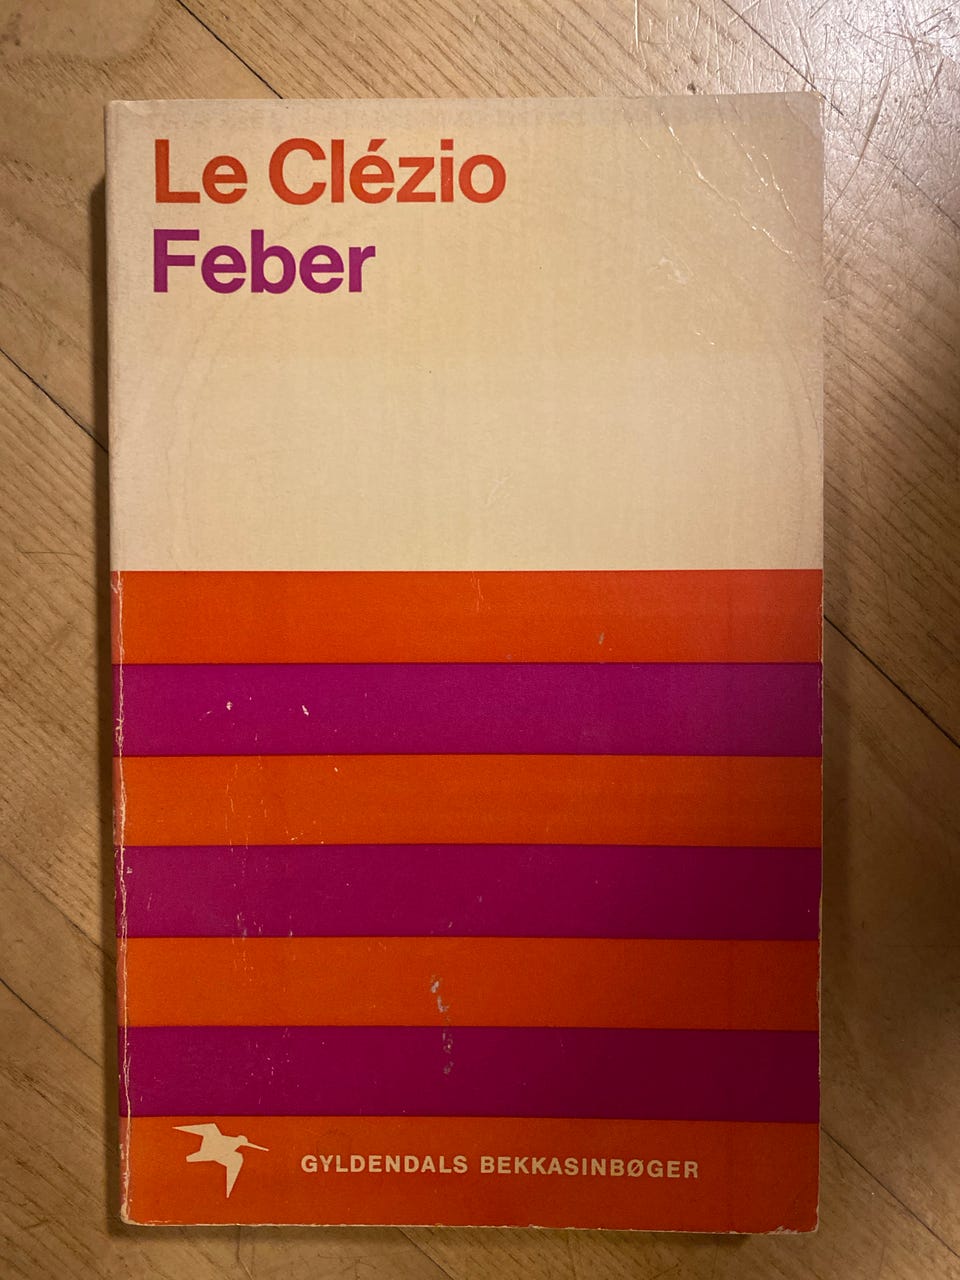 Le Clézio
Feber
GYLDENDALS BEKKASINBØGER